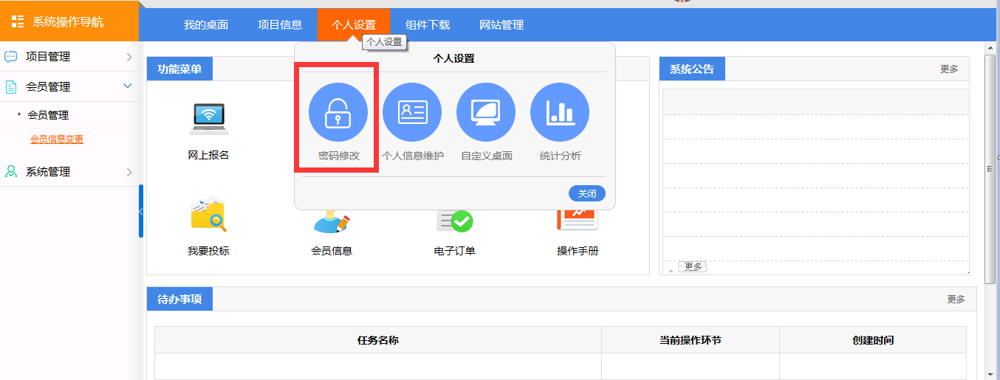 系统操作导航
我的桌面 项目信息 个人设置 组件下载 网站管理
个人设置
项目管理
会员管理
会员管理
会员信息变更
系统管理
功能菜单
个人设置
密码修改 个人信息维护 自定义桌面 统计分析
关闭
网上报名
我要投标 会员信息 电子订单 操作手册
系统公告 更多
更多
待办事项 更多
任务名称 当前操作环节 创建时间